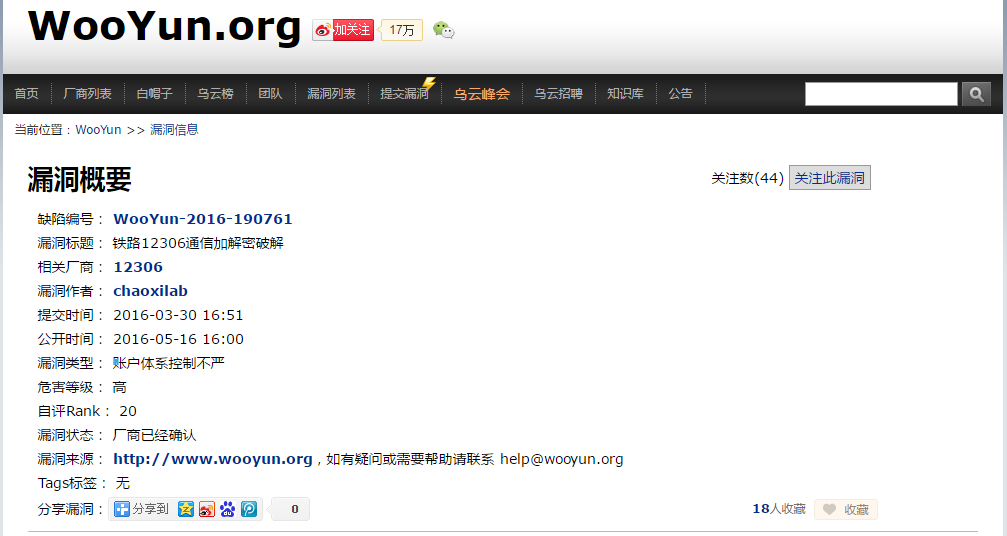 WooYun.org 加关注 17万
首页 厂商列表 白帽子 乌云榜 团队 漏洞列表 提交漏洞 乌云峰会 乌云招聘 知识库 公告
当前位置：WooYun >> 漏洞信息
漏洞概要 关注数(44) 关注此漏洞
缺陷编号： WooYun-2016-190761
漏洞标题： 铁路12306通信加解密破解
相关厂商： 12306
漏洞作者： chaoxilab
提交时间： 2016-03-30 16:51
公开时间： 2016-05-16 16:00
漏洞类型： 账户体系控制不严
危害等级： 高
自评Rank： 20
漏洞状态： 厂商已经确认
漏洞来源： http://www.wooyun.org，如有疑问或需要帮助请联系 help@wooyun.org
Tags标签： 无
分享漏洞： 分享到 0 18人收藏 收藏